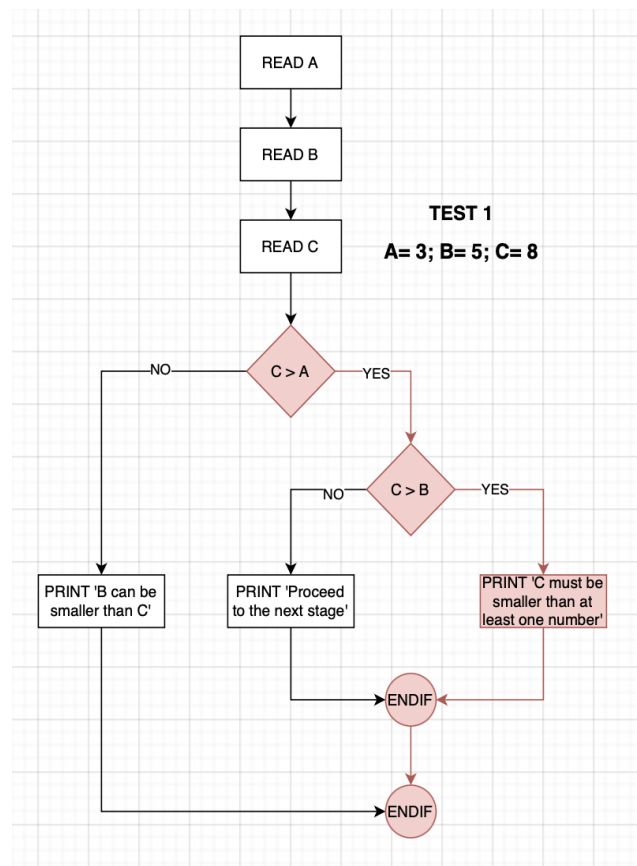 READ A
READ B
TEST 1
READ C
A= 3; B= 5; C= 8
NO
C > A
YES
NO
C > B
YES
PRINT 'B can be
smaller than C'
PRINT 'Proceed
to the next stage'
PRINT 'C must be
smaller than at
least one number'
ENDIF
ENDIF